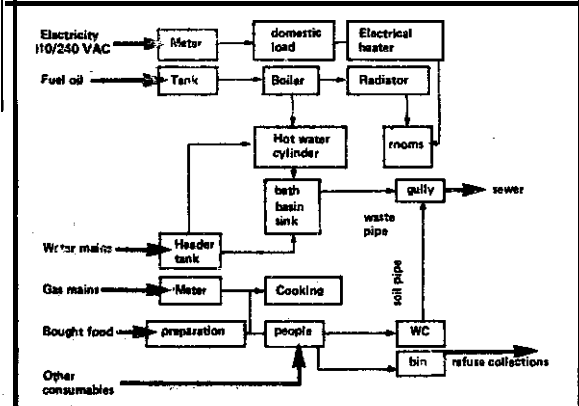 Electricity
110/240 VAC
Meter
domestic
load
Electrical
heater
Fuel oil
Tank
Boiler
Radiator
Hot water
cylinder
rooms
bath
basin
sink
gully
sewer
waste
pipe
Water mains
Header
tank
soil pipe
Gas mains
Meter
Cooking
Bought food
preparation
people
WC
bin
refuse collections
Other
consumables